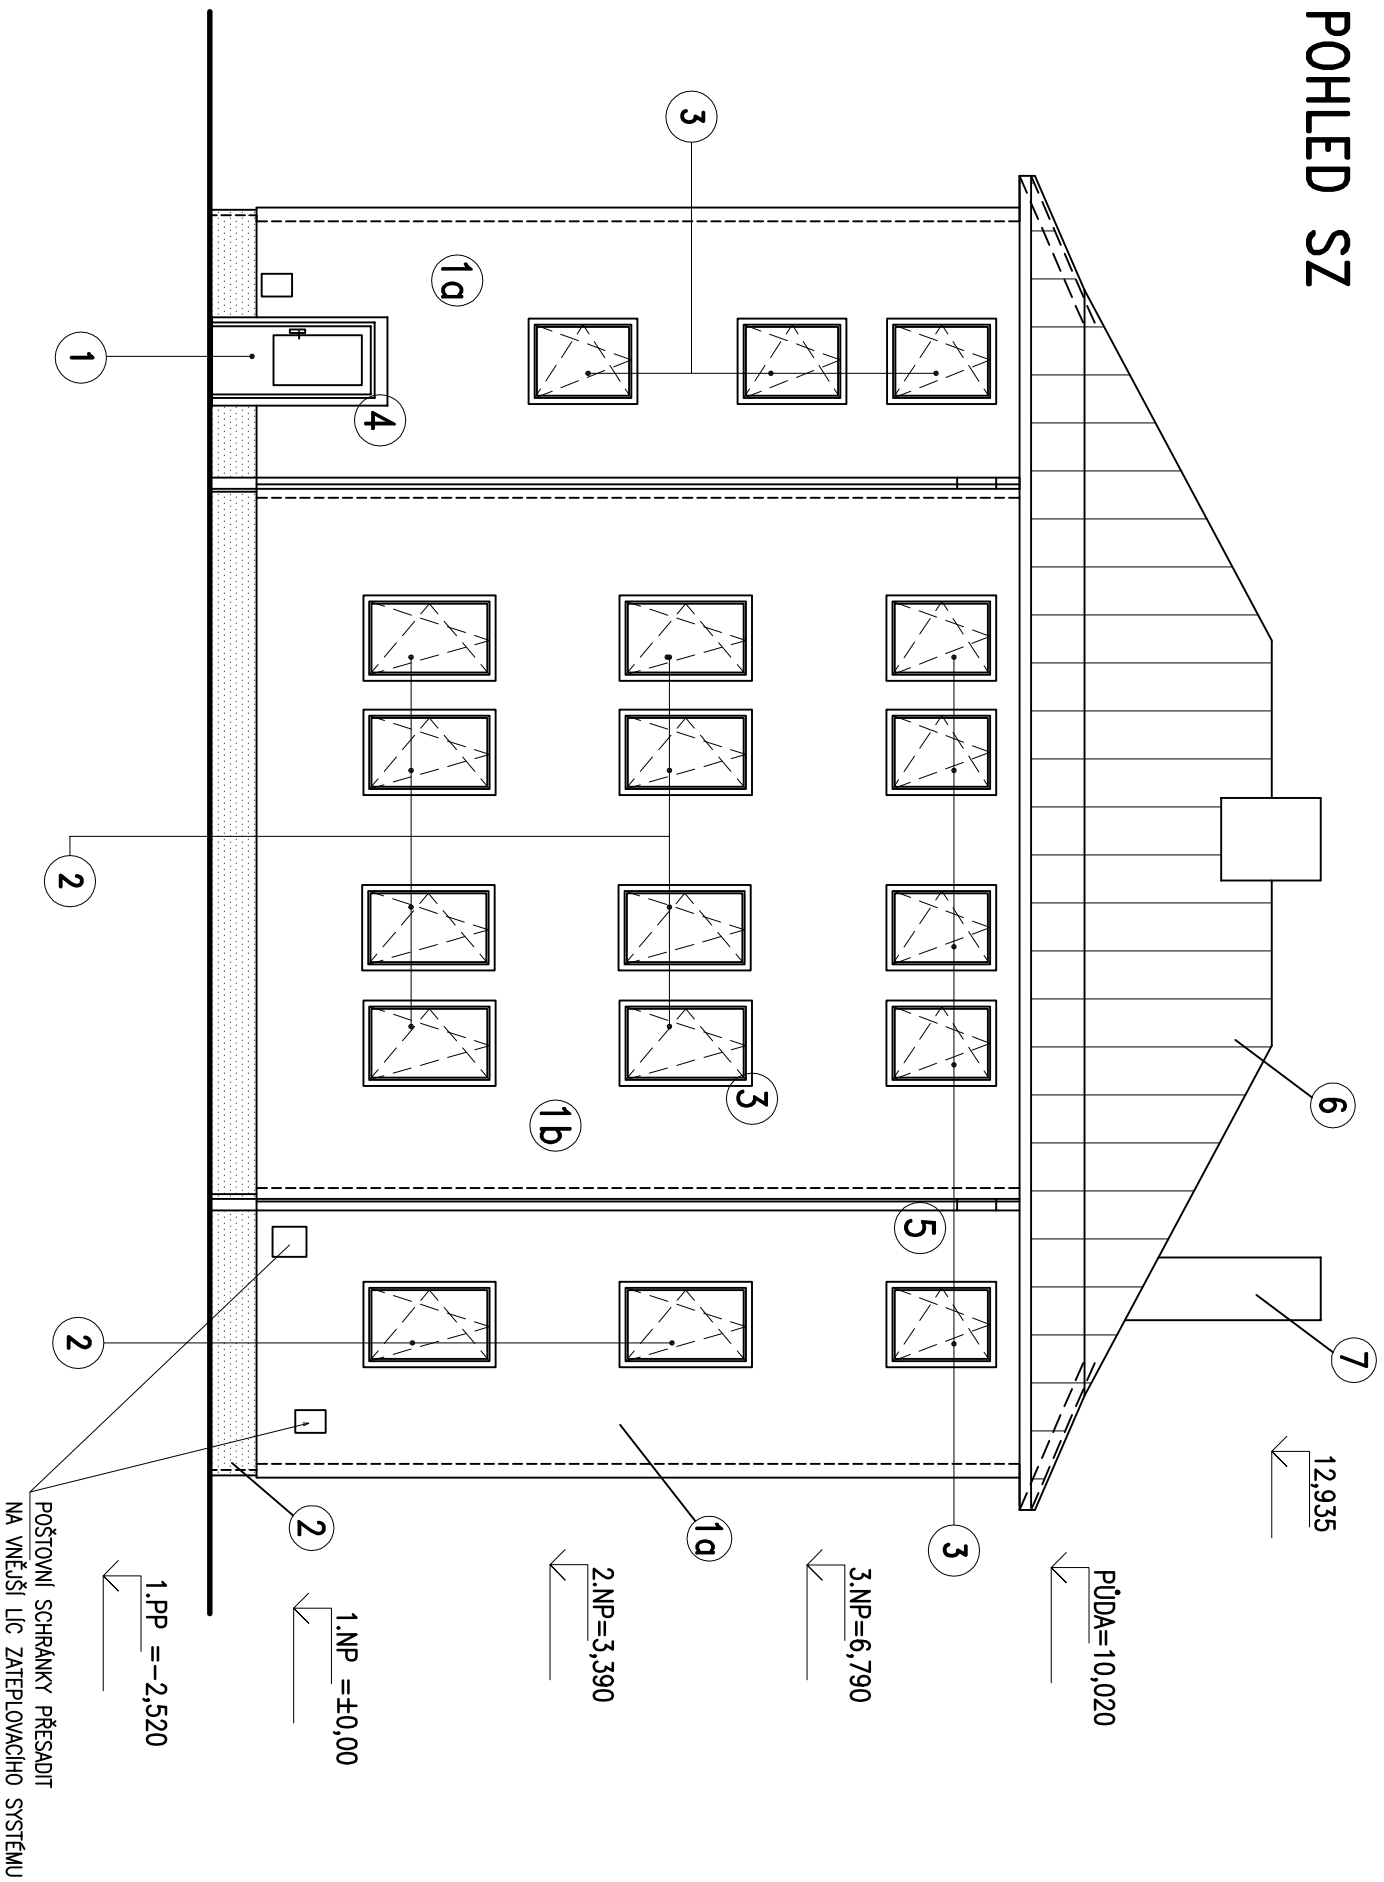 POHLED SZ
3
1a
1
4
2
3
1b
5
2
6
7
12,935
PŮDA=10,020
3.NP=6,790
2.NP=3,390
1.NP =±0,00
1.PP =-2,520
3
1a
2
POŠTOVNÍ SCHRÁNKY PŘESADIT
NA VNĚJŠÍ LÍC ZATEPLOVACÍHO SYSTÉMU